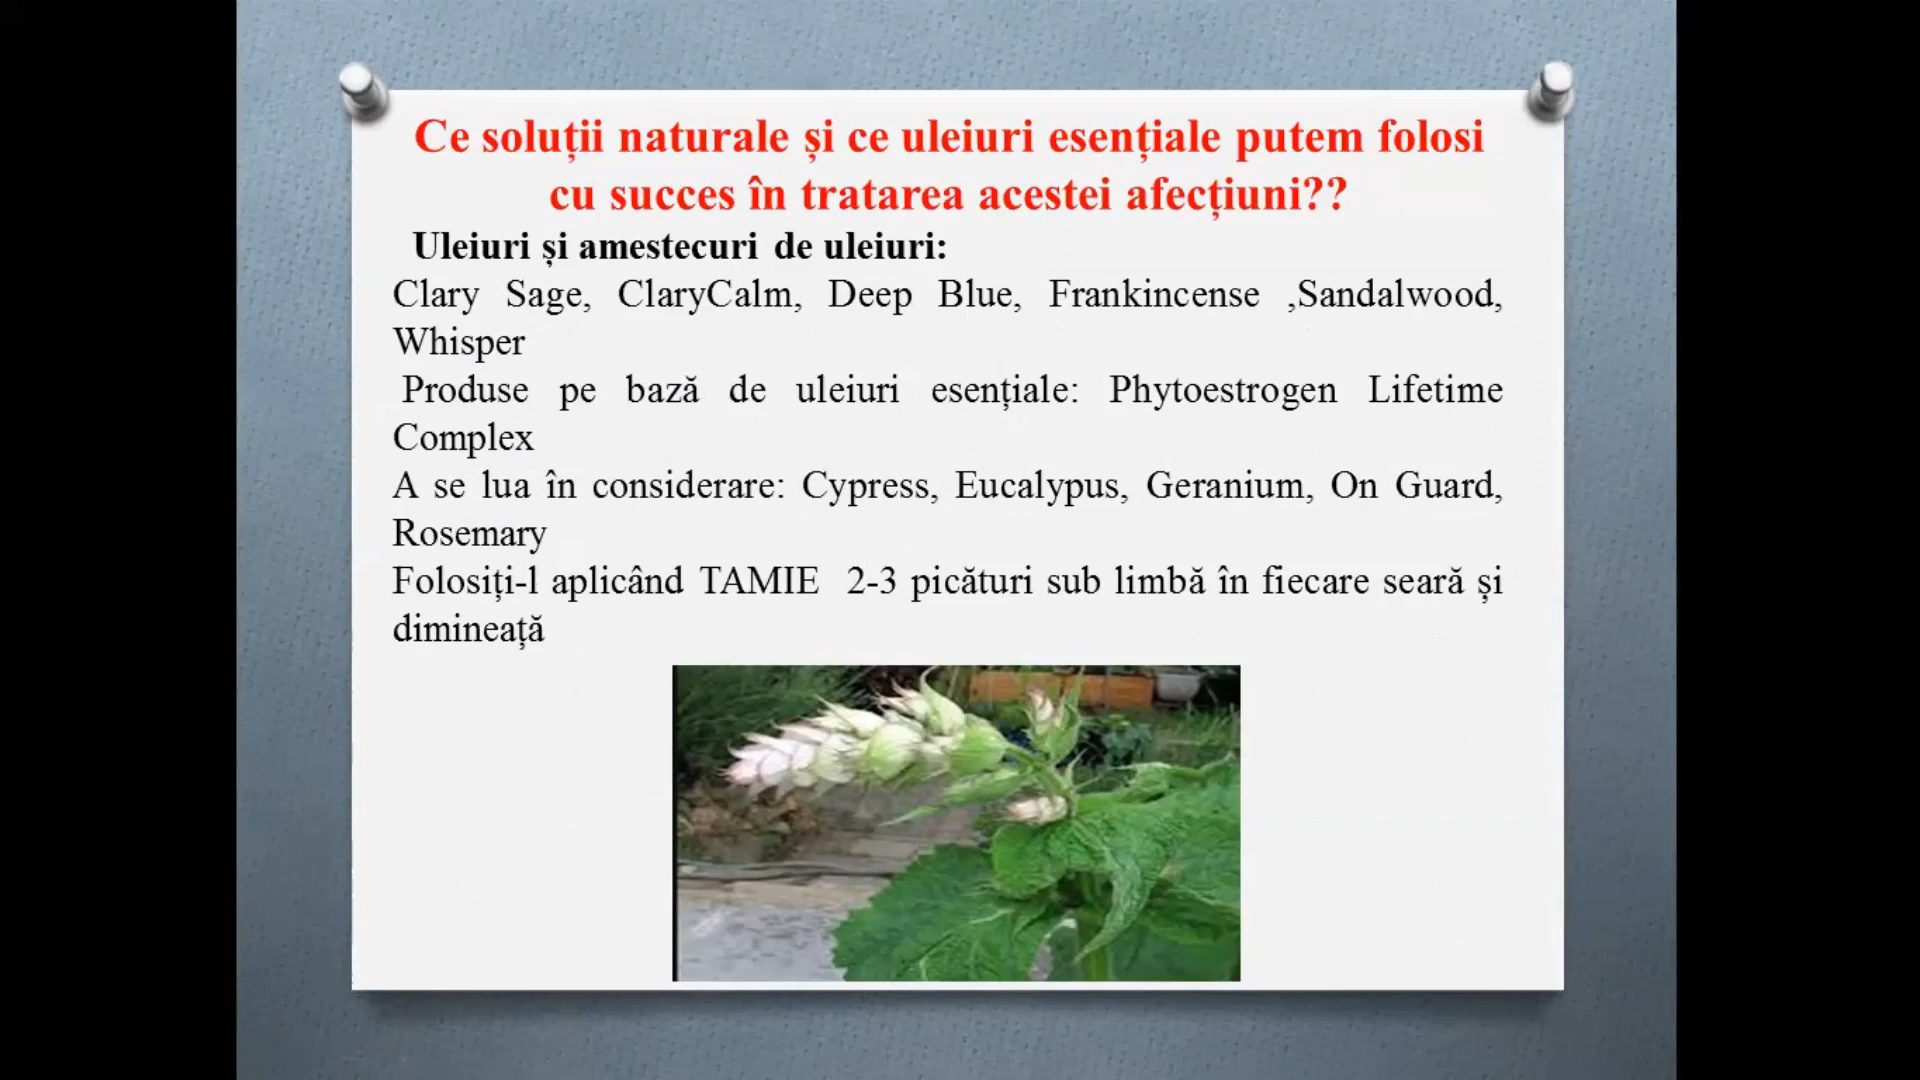 Ce soluții naturale și ce uleiuri esențiale putem folosi
cu succes în tratarea acestei afecțiuni??
Uleiuri și amestecuri de uleiuri:
Clary Sage, ClaryCalm, Deep Blue, Frankincense ,Sandalwood,
Whisper
Produse pe bază de uleiuri esențiale: Phytoestrogen Lifetime
Complex
A se lua în considerare: Cypress, Eucalypus, Geranium, On Guard,
Rosemary
Folosiți-l aplicând TAMIE 2-3 picături sub limbă în fiecare seară și
dimineață